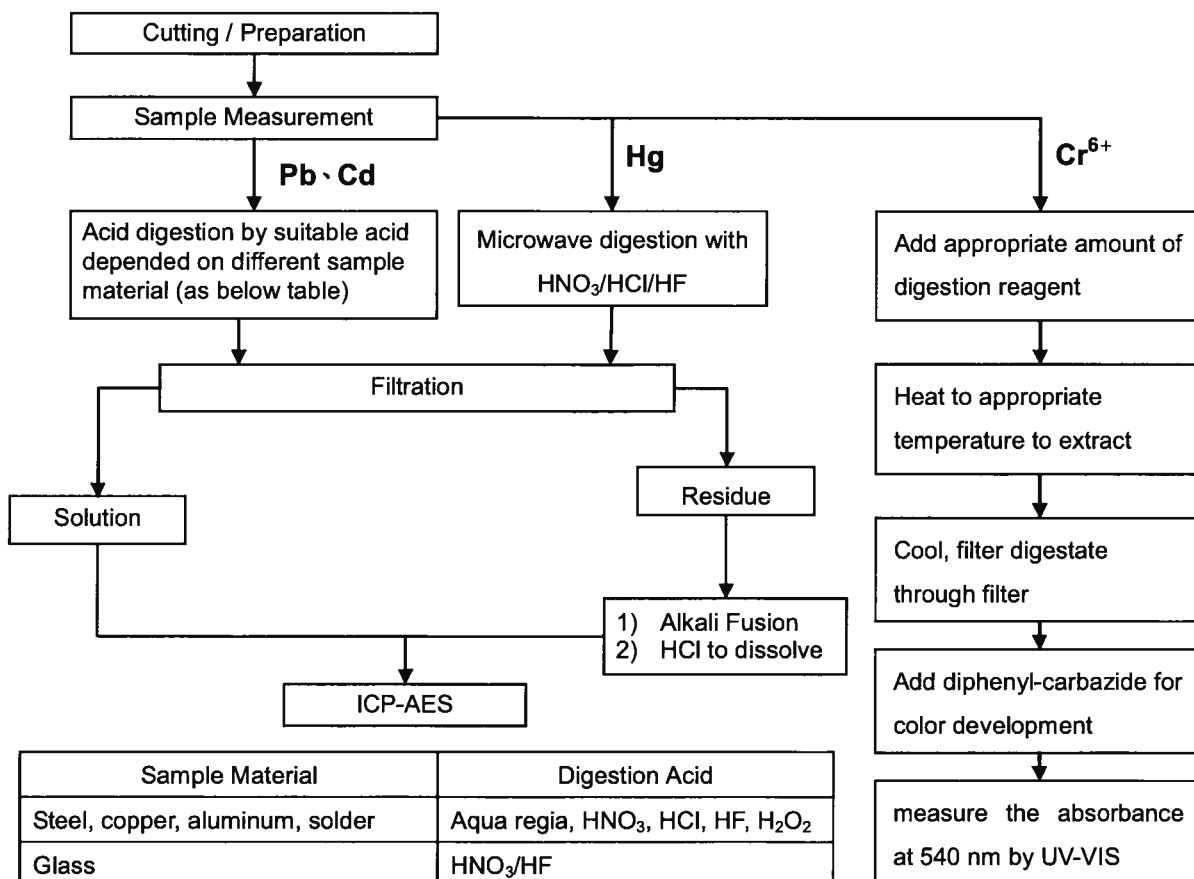 Cutting / Preparation
Sample Measurement
Pb、Cd
Hg
Cr⁶⁺
Acid digestion by suitable acid
depended on different sample
material (as below table)
Microwave digestion with
HNO₃/HCl/HF
Add appropriate amount of
digestion reagent
Filtration
Heat to appropriate
temperature to extract
Solution
Residue
Cool, filter digestate
through filter
1) Alkali Fusion
2) HCl to dissolve
ICP-AES
Add diphenyl-carbazide for
color development
measure the absorbance
at 540 nm by UV-VIS
Sample Material Digestion Acid
Steel, copper, aluminum, solder Aqua regia, HNO₃, HCl, HF, H₂O₂
Glass HNO₃/HF